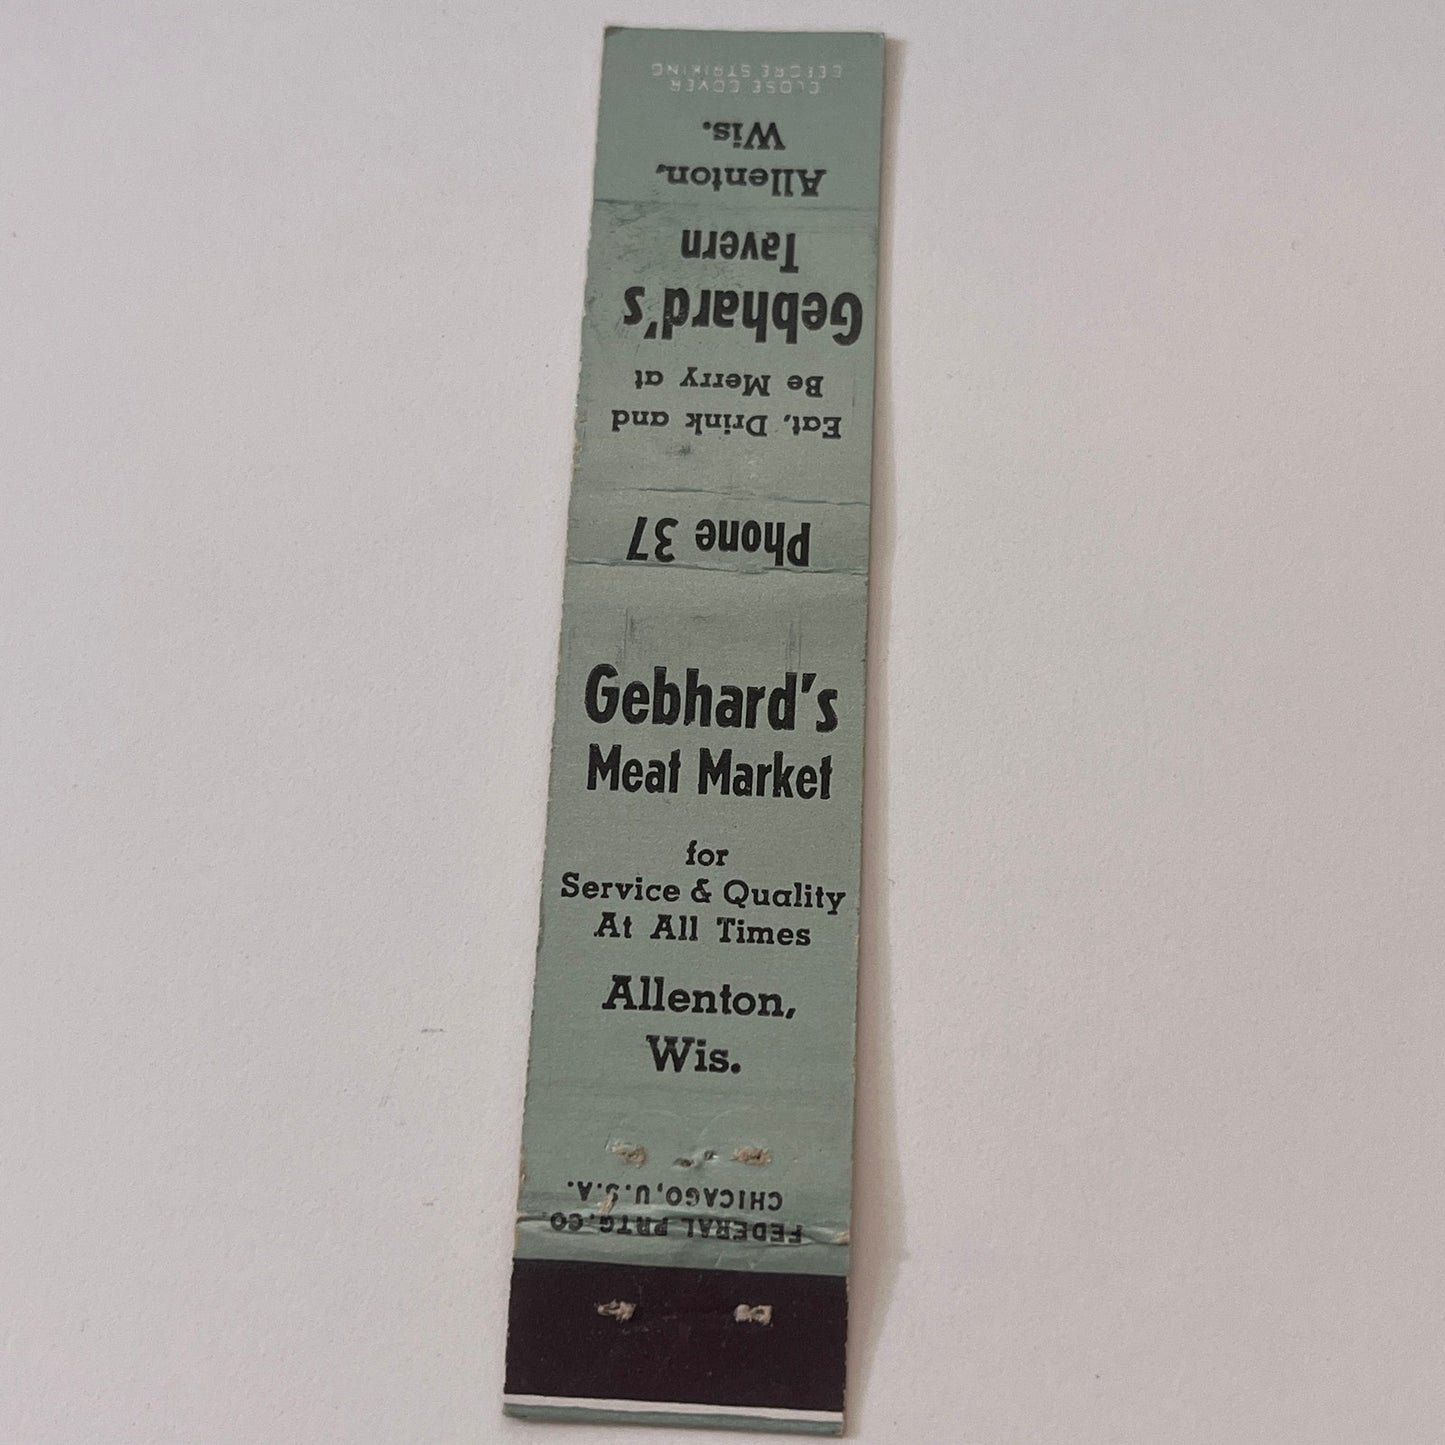 CLOSE COVER
BEFORE STRIKING
Eat, Drink and
Be Merry at
Gebhard's
Tavern
Allenton,
Wis.
Phone 37
Gebhard's
Meat Market
for
Service & Quality
At All Times
Allenton,
Wis.
FEDERAL PRTG. CO.
CHICAGO, U.S.A.